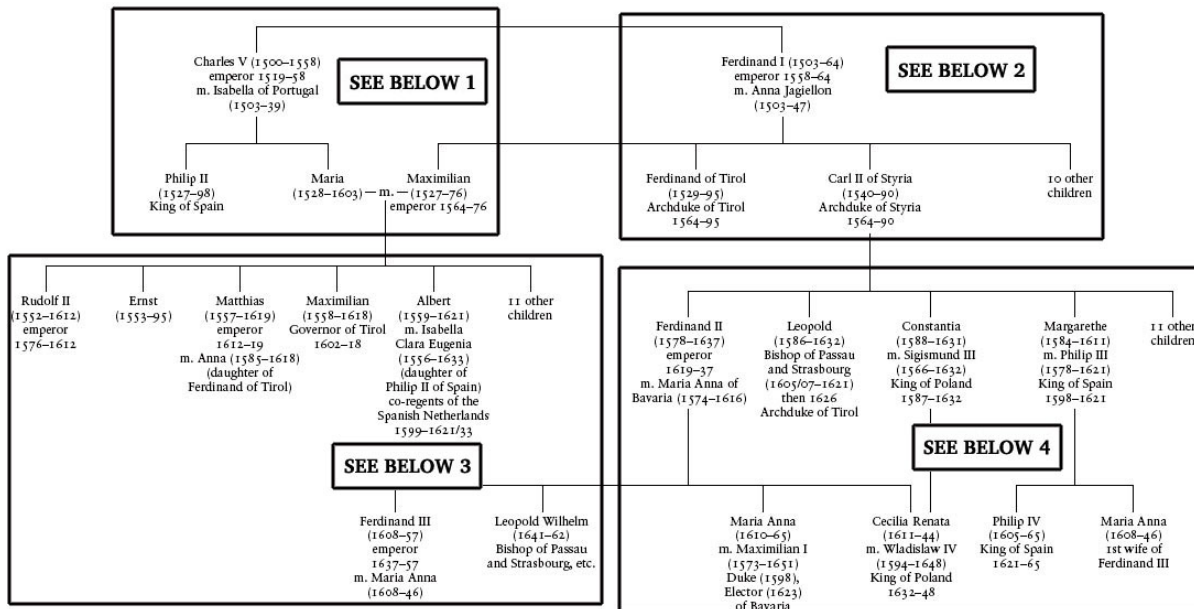 Charles V (1500–1558)
emperor 1519–58
m. Isabella of Portugal
(1503–39)
SEE BELOW 1
Ferdinand I (1503–64)
emperor 1558–64
m. Anna Jagiellon
(1503–47)
SEE BELOW 2
Philip II
(1527–98)
King of Spain
Maria
(1528–1603)
— m. —
Maximilian
(1527–76)
emperor 1564–76
Ferdinand of Tirol
(1529–95)
Archduke of Tirol
1564–95
Carl II of Styria
(1540–90)
Archduke of Styria
1564–90
10 other
children
Rudolf II
(1552–1612)
emperor
1576–1612
Ernst
(1553–95)
Matthias
(1557–1619)
emperor
1612–19
m. Anna (1585–1618)
(daughter of
Ferdinand of Tirol)
Maximilian
(1558–1618)
Governor of Tirol
1602–18
Albert
(1559–1621)
m. Isabella
Clara Eugenia
(1556–1633)
(daughter of
Philip II of Spain)
co-regents of the
Spanish Netherlands
1599–1621/33
11 other
children
Ferdinand II
(1578–1637)
emperor
1619–37
m. Maria Anna of
Bavaria (1574–1616)
Leopold
(1586–1632)
Bishop of Passau
and Strasbourg
(1605/07–1621)
then 1626
Archduke of Tirol
Constantia
(1588–1631)
m. Sigismund III
(1566–1632)
King of Poland
1587–1632
Margarethe
(1584–1611)
m. Philip III
(1578–1621)
King of Spain
1598–1621
11 other
children
SEE BELOW 3
SEE BELOW 4
Ferdinand III
(1608–57)
emperor
1637–57
m. Maria Anna
(1608–46)
Leopold Wilhelm
(1641–62)
Bishop of Passau
and Strasbourg, etc.
Maria Anna
(1610–65)
m. Maximilian I
(1573–1651)
Duke (1598),
Elector (1623)
of Bavaria
Cecilia Renata
(1611–44)
m. Wladislaw IV
(1594–1648)
King of Poland
1632–48
Philip IV
(1605–65)
King of Spain
1621–65
Maria Anna
(1608–46)
1st wife of
Ferdinand III